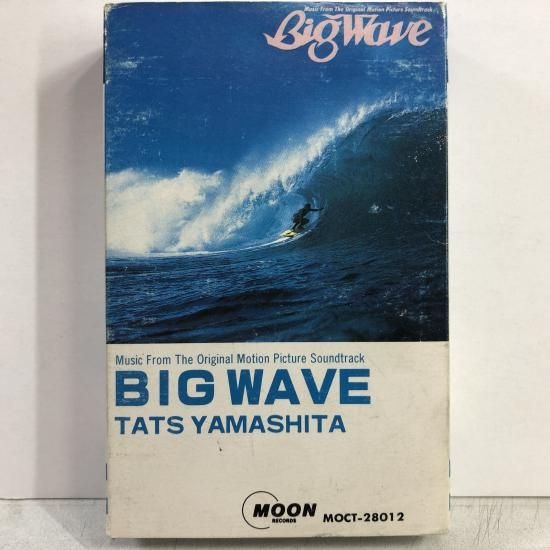 Music From The Original Motion Picture Soundtrack
Big Wave
Music From The Original Motion Picture Soundtrack
BIG WAVE
TATS YAMASHITA
MOON
RECORDS
MOCT-28012